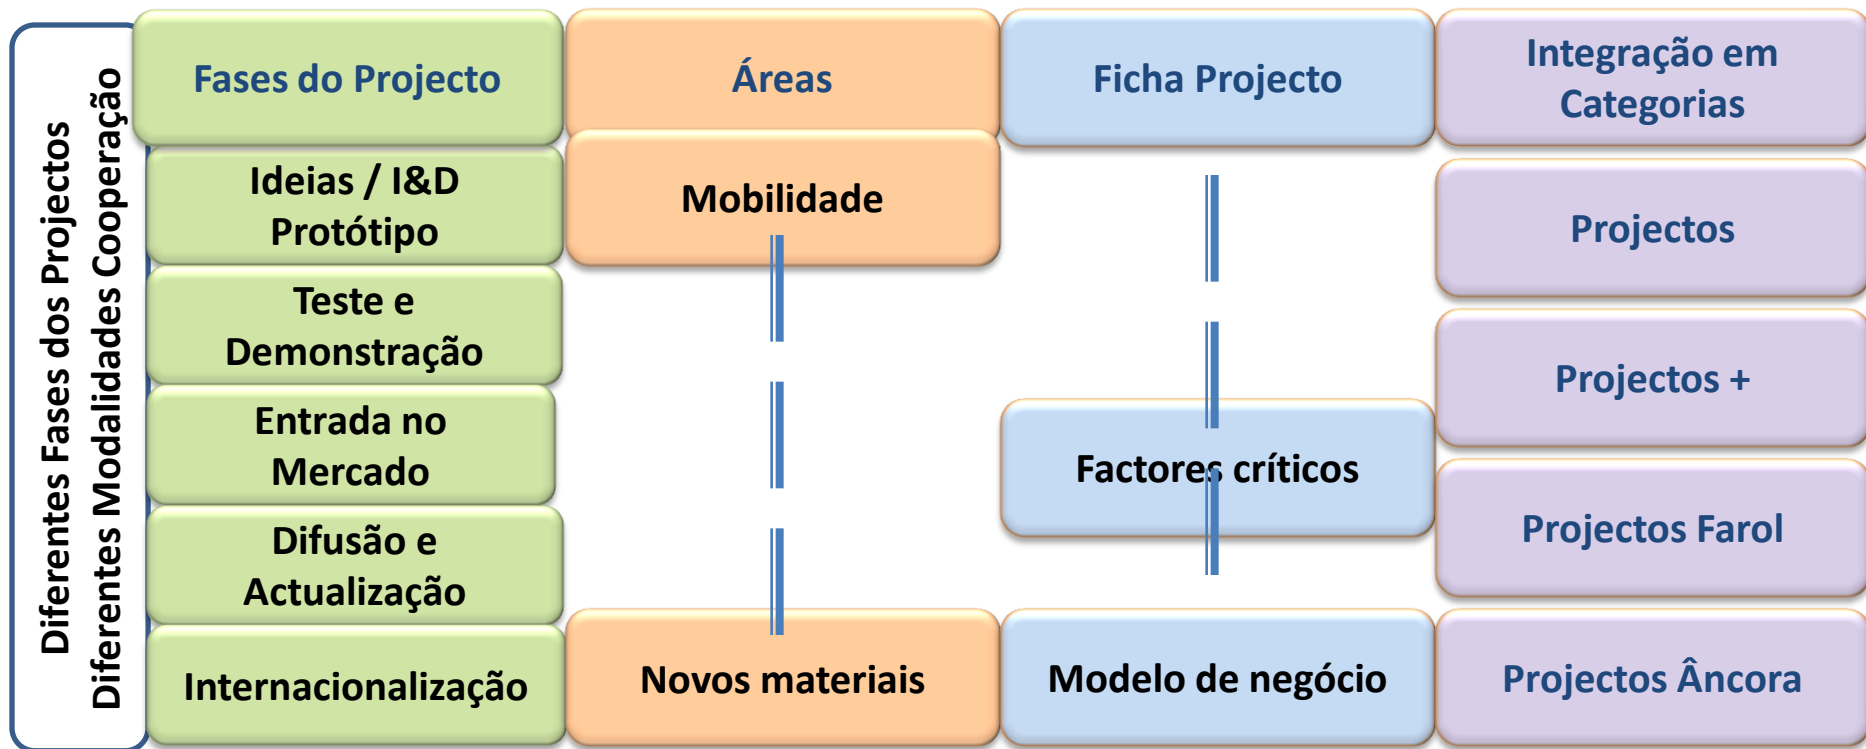 Diferentes Fases dos Projectos
Diferentes Modalidades Cooperação
Fases do Projecto
Ideias / I&D
Protótipo
Teste e
Demonstração
Entrada no
Mercado
Difusão e
Actualização
Internacionalização
Áreas
Mobilidade
Novos materiais
Ficha Projecto
Factores críticos
Modelo de negócio
Integração em
Categorias
Projectos
Projectos +
Projectos Farol
Projectos Âncora